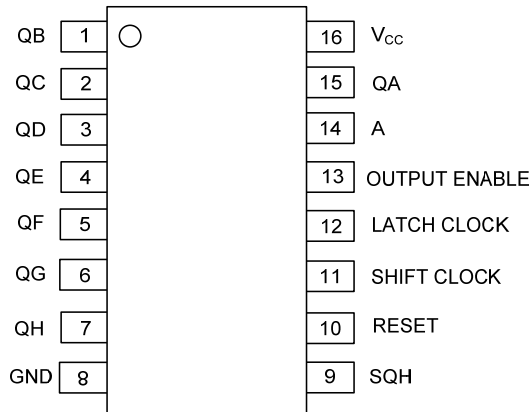 QB 1 16 VCC
QC 2 15 QA
QD 3 14 A
QE 4 13 OUTPUT ENABLE
QF 5 12 LATCH CLOCK
QG 6 11 SHIFT CLOCK
QH 7 10 RESET
GND 8 9 SQH